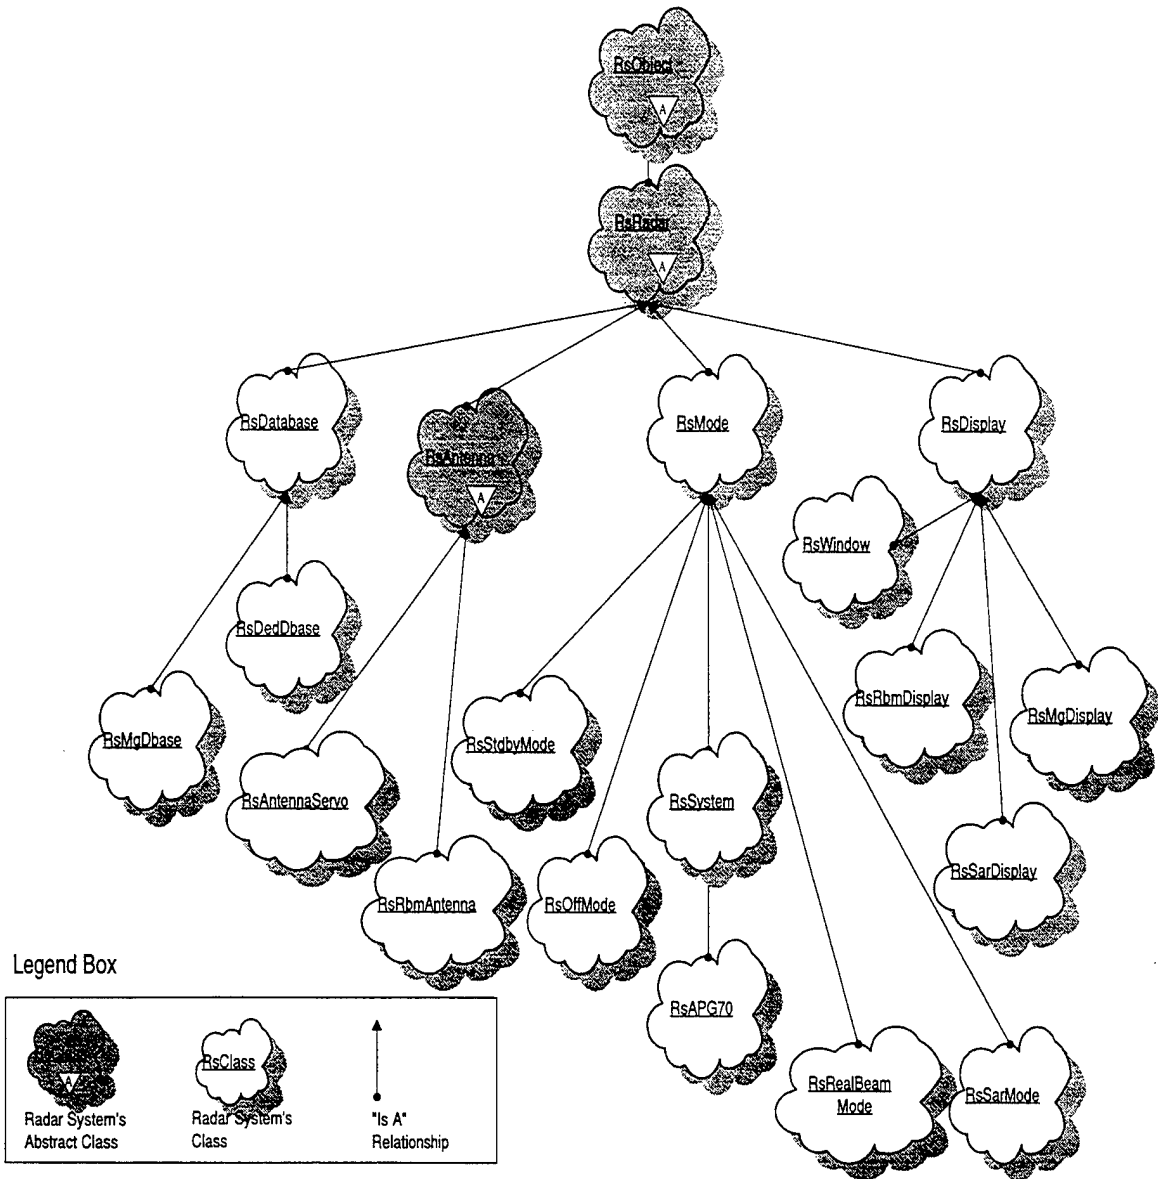 RsObject
A
RsRadar
A
RsDatabase
RsAntenna
A
RsMode
RsDisplay
RsWindow
RsDedDbase
RsMgDbase
RsAntennaServo
RsRbmAntenna
RsStdbyMode
RsOffMode
RsSystem
RsAPG70
RsRealBeam
Mode
RsSarMode
RsRbmDisplay
RsMgDisplay
RsSarDisplay
Legend Box
A
Radar System's
Abstract Class
RsClass
Radar System's
Class
"Is A"
Relationship